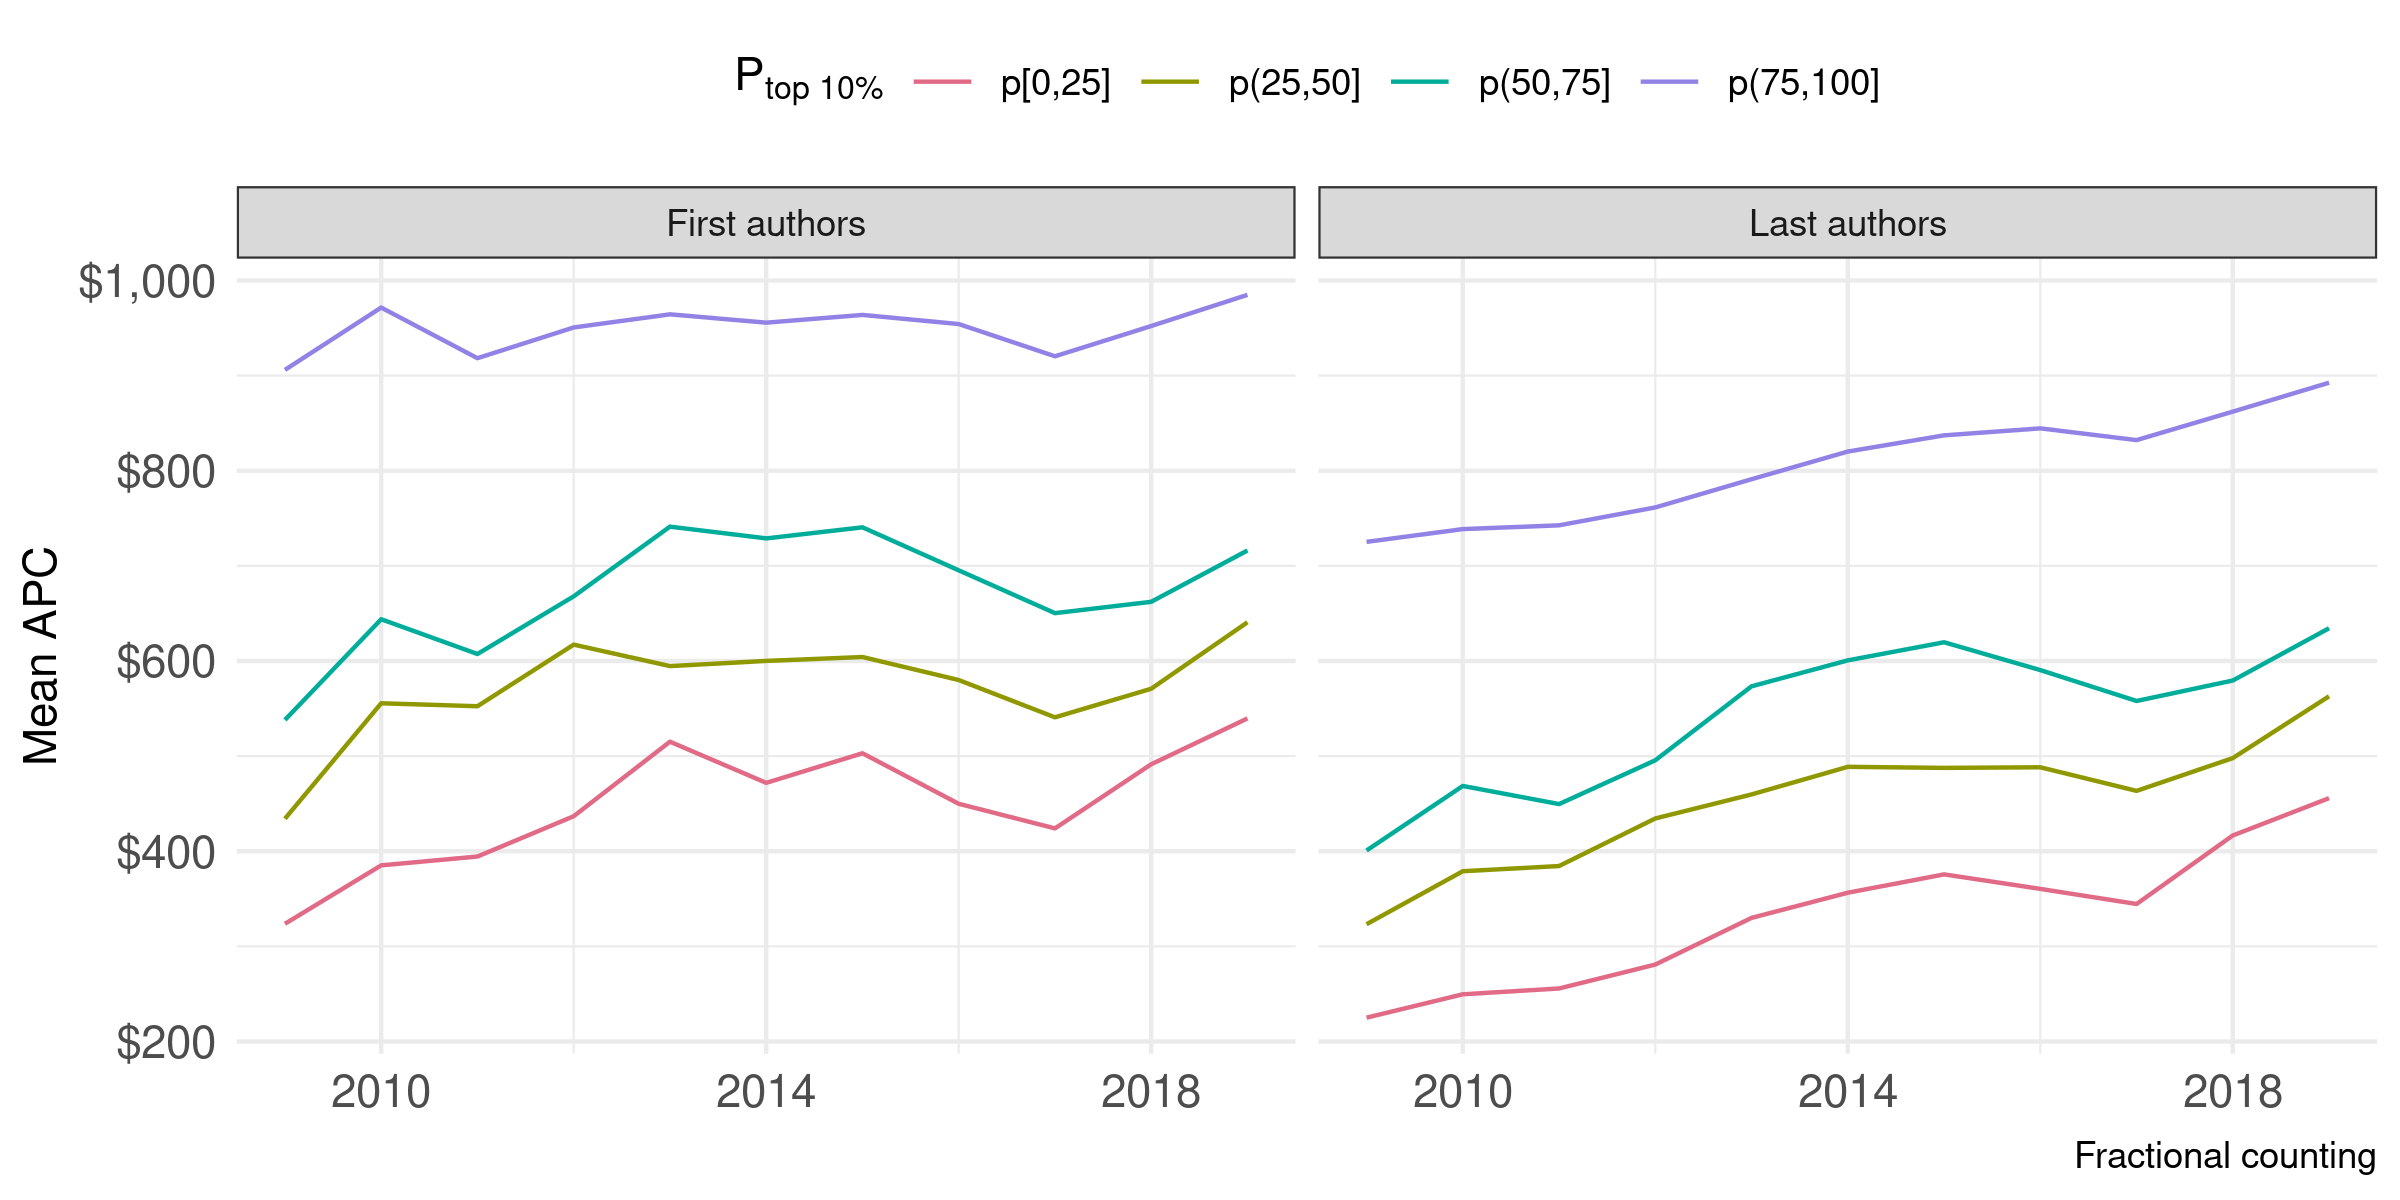 P top 10% p[0,25] p(25,50] p(50,75] p(75,100]
First authors Last authors
Mean APC
$1,000
$800
$600
$400
$200
2010 2014 2018 2010 2014 2018
Fractional counting